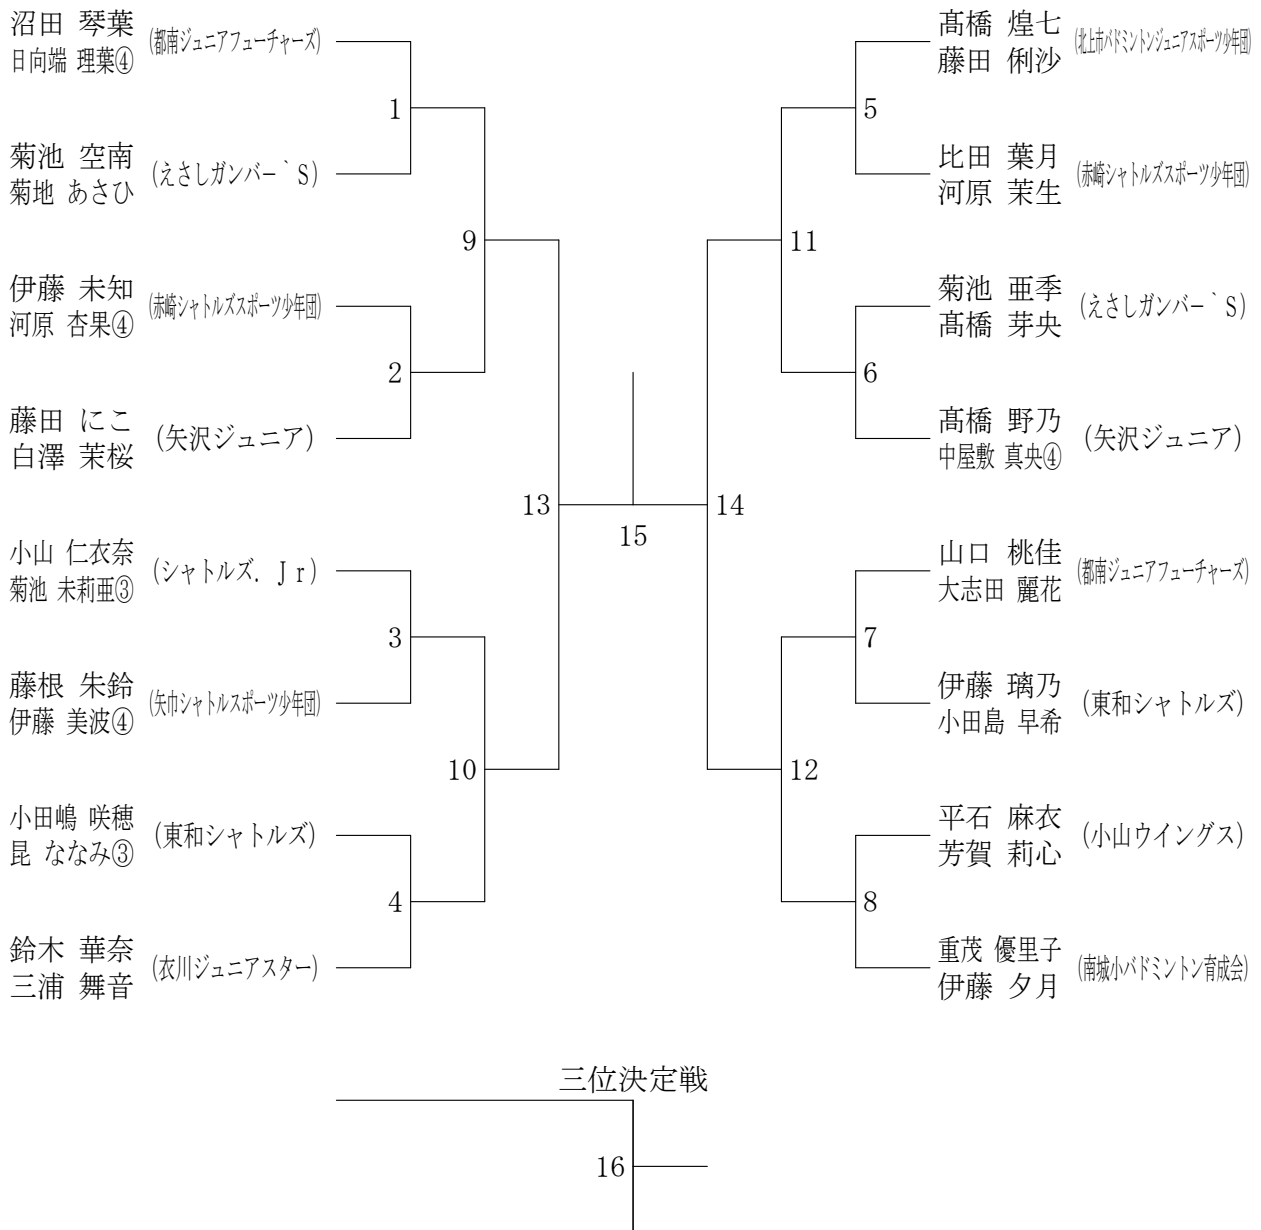 沼田 琴葉
日向端 理葉④
(都南ジュニアフューチャーズ)
1
菊池 空南
菊地 あさひ
(えさしガンバー｀S)
9
伊藤 未知
河原 杏果④
(赤崎シャトルズスポーツ少年団)
2
藤田 にこ
白澤 茉桜
(矢沢ジュニア)
13
小山 仁衣奈
菊池 未莉亜③
(シャトルズ．Ｊｒ)
3
藤根 朱鈴
伊藤 美波④
(矢巾シャトルスポーツ少年団)
10
小田嶋 咲穂
昆 ななみ③
(東和シャトルズ)
4
鈴木 華奈
三浦 舞音
(衣川ジュニアスター)
15
髙橋 煌七
藤田 俐沙
(北上市バドミントンジュニアスポーツ少年団)
5
比田 葉月
河原 茉生
(赤崎シャトルズスポーツ少年団)
11
菊池 亜季
髙橋 芽央
(えさしガンバー｀S)
6
髙橋 野乃
中屋敷 真央④
(矢沢ジュニア)
14
山口 桃佳
大志田 麗花
(都南ジュニアフューチャーズ)
7
伊藤 璃乃
小田島 早希
(東和シャトルズ)
12
平石 麻衣
芳賀 莉心
(小山ウイングス)
8
重茂 優里子
伊藤 夕月
(南城小バドミントン育成会)
三位決定戦
16